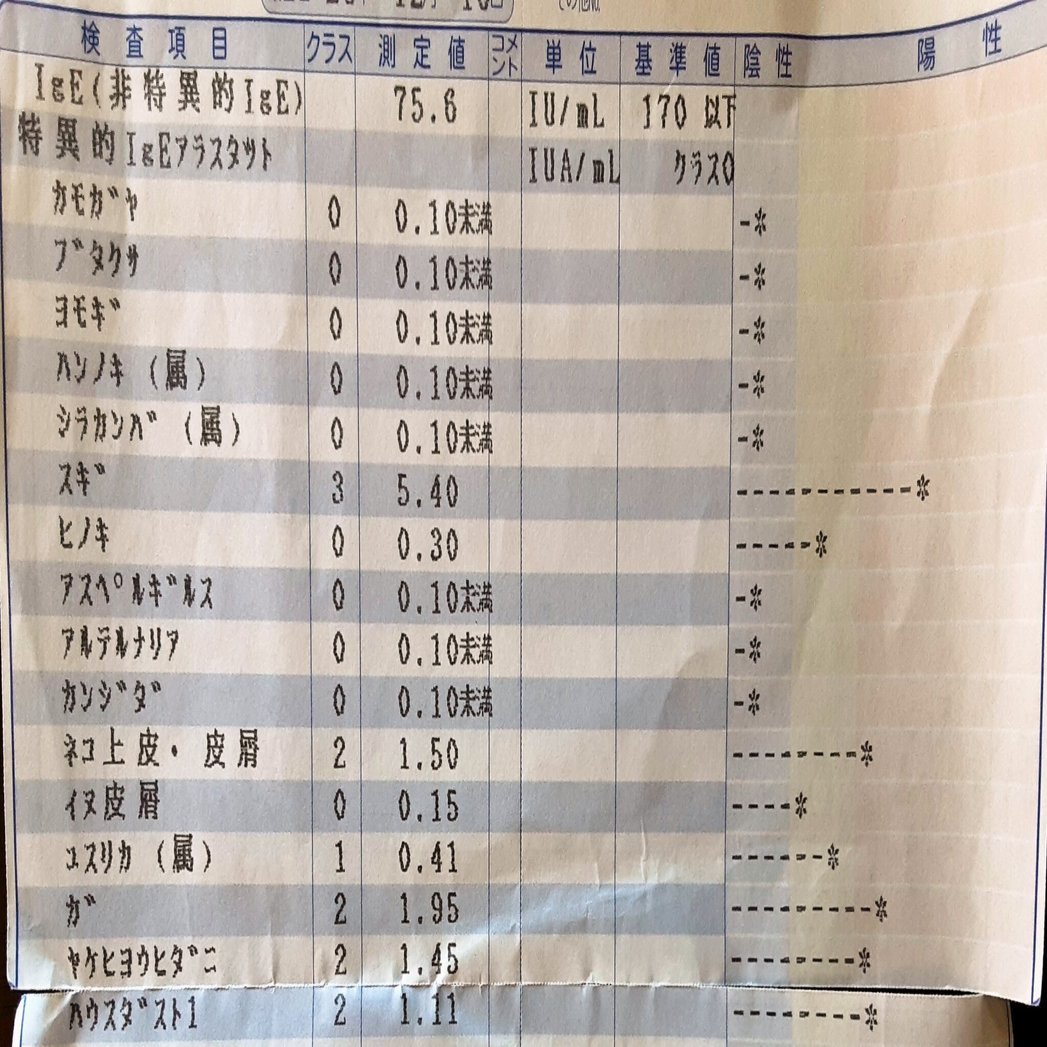 検査項目 クラス 測定値 コメント 単位 基準値 陰性 陽性
IgE(非特異的IgE) 75.6 IU/mL 170 以下
特異的IgEアラスタット IUA/mL クラス0
カモガヤ 0 0.10未満 -*
ブタクサ 0 0.10未満 -*
ヨモギ 0 0.10未満 -*
ハンノキ (属) 0 0.10未満 -*
シラカンバ (属) 0 0.10未満 -*
スギ 3 5.40 -----------*
ヒノキ 0 0.30 -----*
アスペルギルス 0 0.10未満 -*
アルテルナリア 0 0.10未満 -*
カンジダ 0 0.10未満 -*
ネコ上皮・皮屑 2 1.50 --------*
イヌ皮屑 0 0.15 ----*
ユスリカ (属) 1 0.41 ------*
ガ 2 1.95 ---------*
ヤケヒョウヒダニ 2 1.45 --------*
ハウスダスト1 2 1.11 --------*